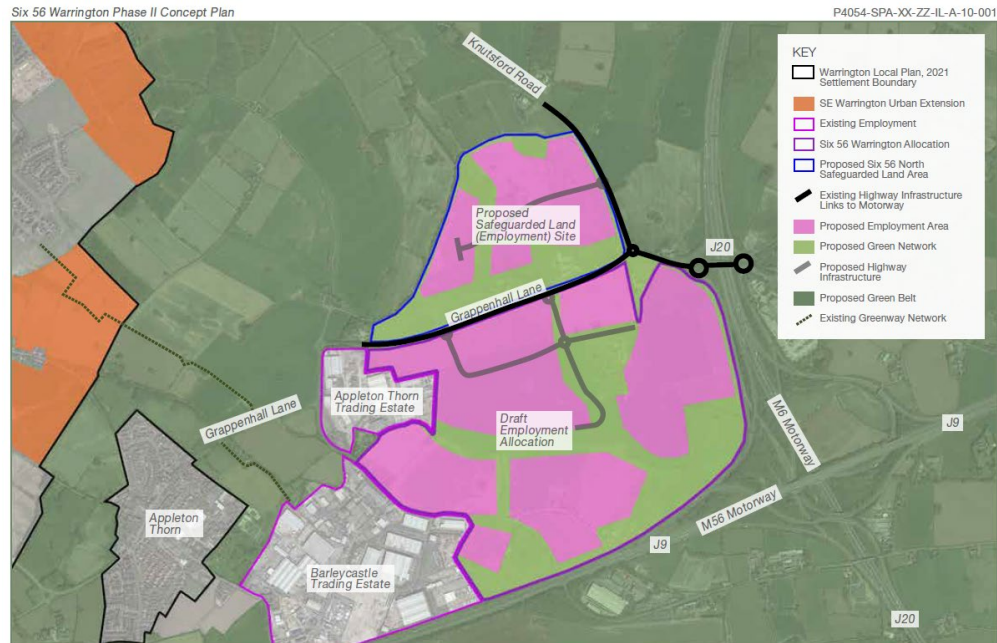 Six 56 Warrington Phase II Concept Plan
P4054-SPA-XX-ZZ-IL-A-10-001
Knutsford Road
KEY
Warrington Local Plan, 2021
Settlement Boundary
SE Warrington Urban Extension
Existing Employment
Six 56 Warrington Allocation
Proposed Six 56 North
Safeguarded Land Area
Existing Highway Infrastructure
Links to Motorway
Proposed Employment Area
Proposed Green Network
Proposed Highway
Infrastructure
Proposed Green Belt
Existing Greenway Network
Proposed
Safeguarded Land
(Employment) Site
J20
Grappenhall Lane
Appleton Thorn
Trading Estate
Grappenhall Lane
Draft
Employment
Allocation
M6 Motorway
J9
M56 Motorway
Appleton
Thorn
J9
Barleycastle
Trading Estate
J20